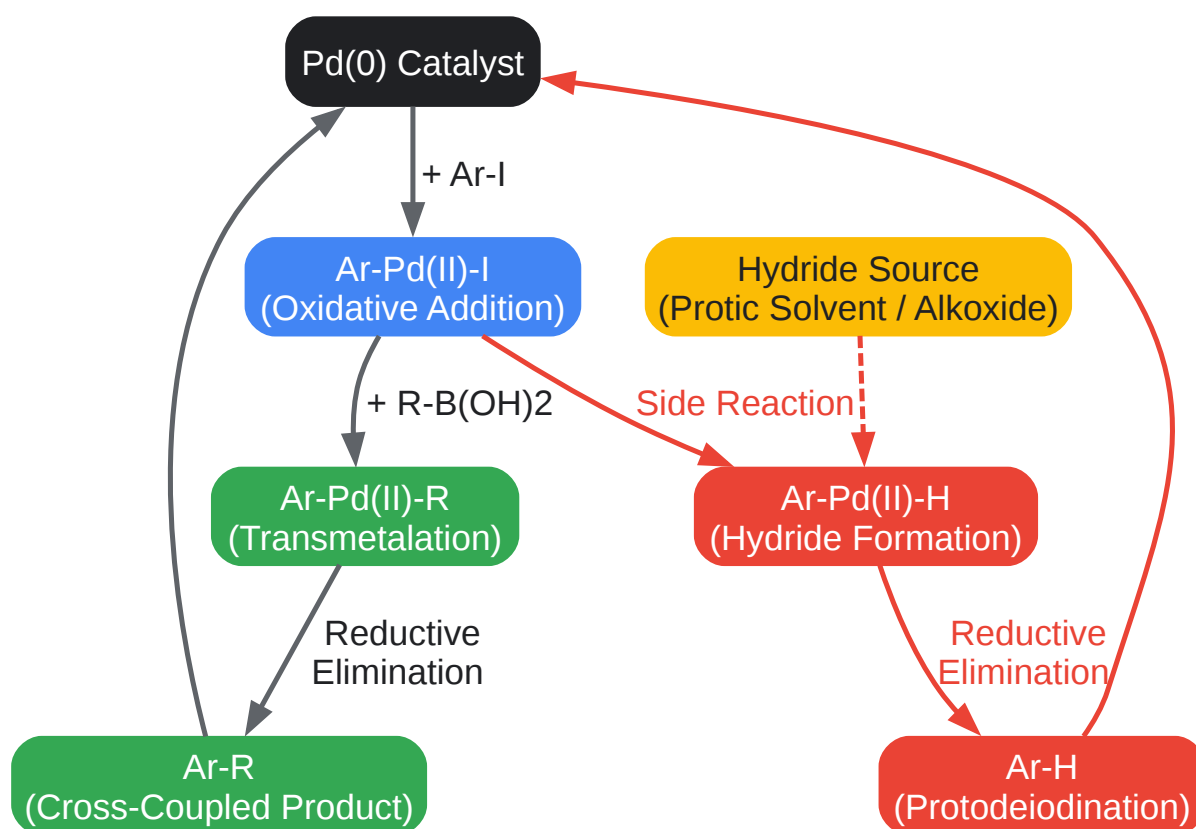 Pd(0) Catalyst
+ Ar-I
Ar-Pd(II)-I
(Oxidative Addition)
Hydride Source
(Protic Solvent / Alkoxide)
+ R-B(OH)2
Side Reaction
Ar-Pd(II)-R
(Transmetalation)
Ar-Pd(II)-H
(Hydride Formation)
Reductive
Elimination
Reductive
Elimination
Ar-R
(Cross-Coupled Product)
Ar-H
(Protodeiodination)